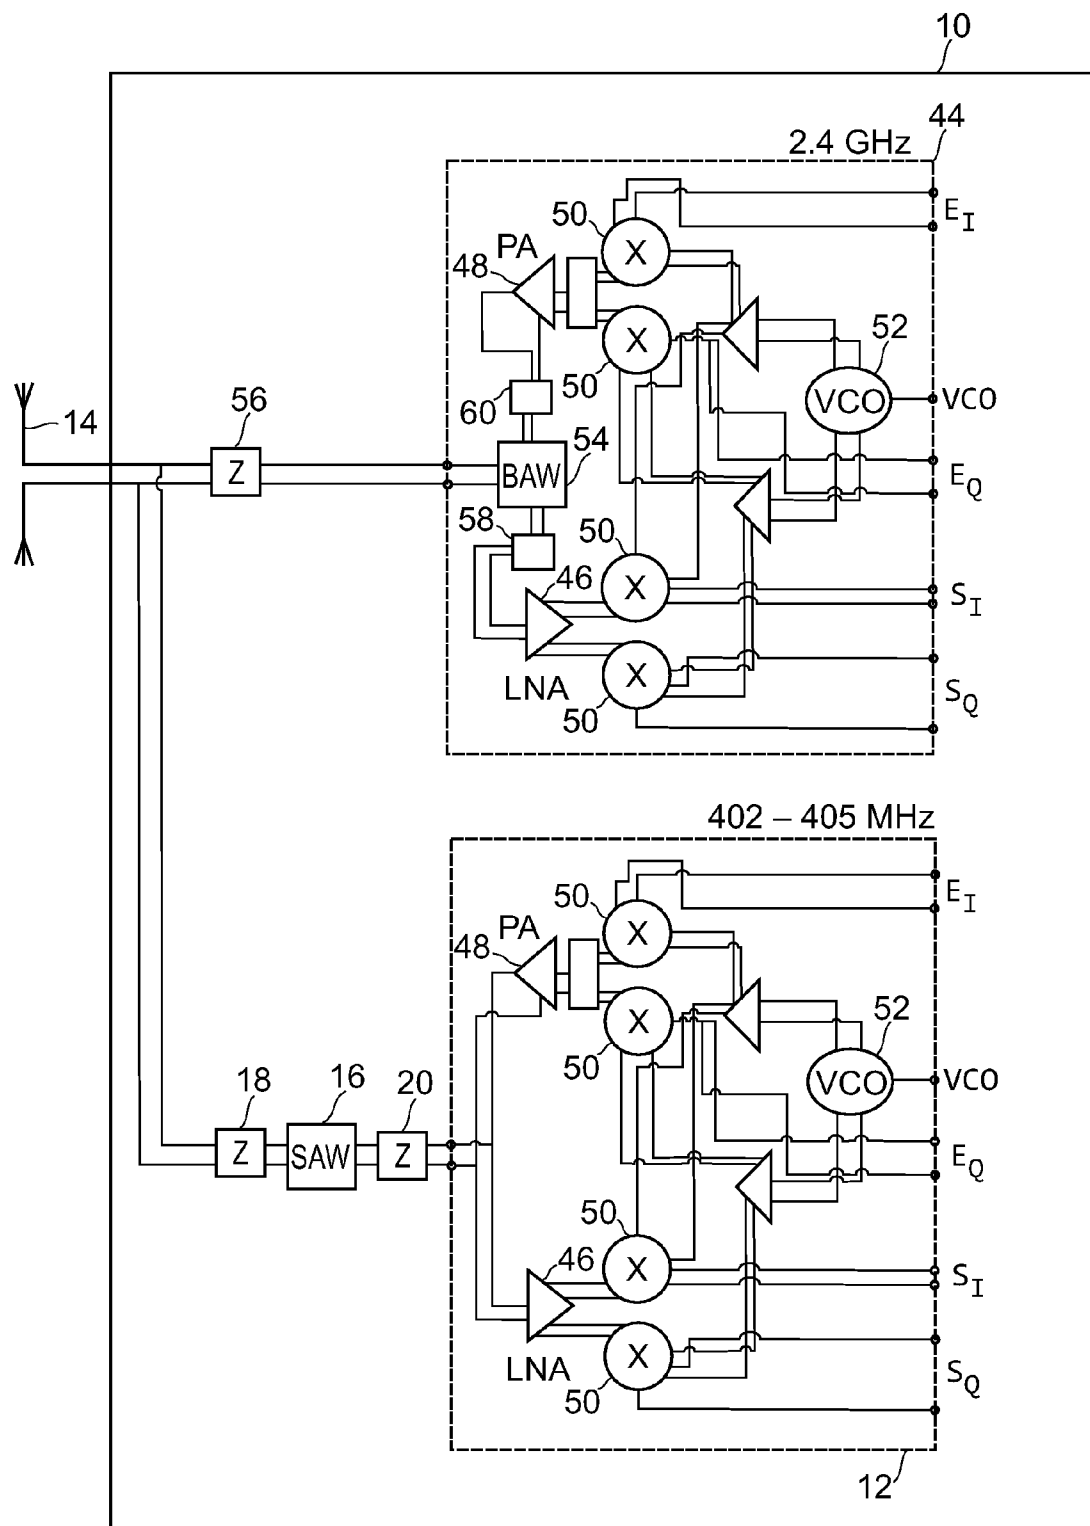 10
44
2.4 GHz
E_I
50
PA
48
X
X
52
50
VCO
VCO
60
14
56
Z
54
BAW
E_Q
58
50
46
X
S_I
LNA
X
50
S_Q
402 – 405 MHz
E_I
50
PA
48
X
X
52
50
VCO
VCO
18
16
20
Z
SAW
Z
E_Q
50
46
X
S_I
LNA
X
50
S_Q
12